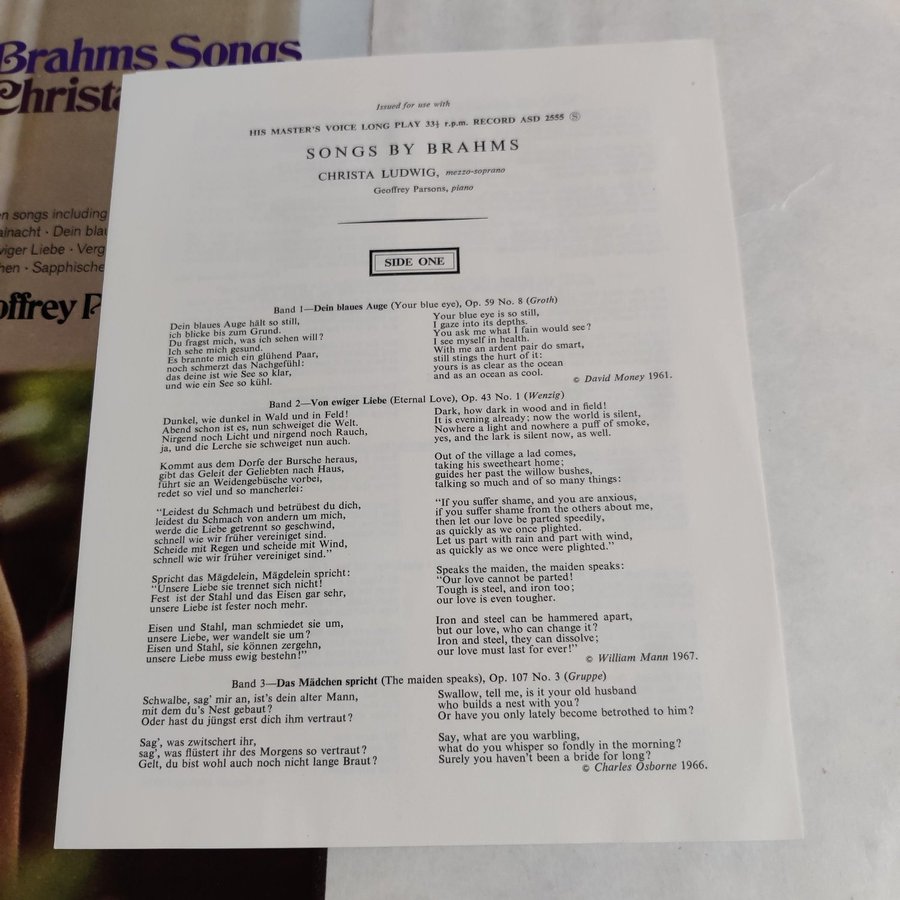 Brahms Songs
Christa
n songs including
ainacht · Dein blau
wiger Liebe · Verg
hen · Sapphische
offrey P
Issued for use with
HIS MASTER'S VOICE LONG PLAY 33⅓ r.p.m. RECORD ASD 2555 Ⓢ
SONGS BY BRAHMS
CHRISTA LUDWIG, mezzo-soprano
Geoffrey Parsons, piano
SIDE ONE
Band 1—Dein blaues Auge (Your blue eye), Op. 59 No. 8 (Groth)
Dein blaues Auge hält so still,
ich blicke bis zum Grund.
Du fragst mich, was ich sehen will?
Ich sehe mich gesund.
Es brannte mich ein glühend Paar,
noch schmerzt das Nachgefühl:
das deine ist wie See so klar,
und wie ein See so kühl.
Your blue eye is so still,
I gaze into its depths.
You ask me what I fain would see?
I see myself in health.
With me an ardent pair do smart,
still stings the hurt of it:
yours is as clear as the ocean
and as an ocean as cool.
© David Money 1961.
Band 2—Von ewiger Liebe (Eternal Love), Op. 43 No. 1 (Wenzig)
Dunkel, wie dunkel in Wald und in Feld!
Abend schon ist es, nun schweiget die Welt.
Nirgend noch Licht und nirgend noch Rauch,
ja, und die Lerche sie schweiget nun auch.
Kommt aus dem Dorfe der Bursche heraus,
gibt das Geleit der Geliebten nach Haus,
führt sie an Weidengebüsche vorbei,
redet so viel und so mancherlei:
"Leidest du Schmach und betrübest du dich,
leidest du Schmach von andern um mich,
werde die Liebe getrennt so geschwind,
schnell wie wir früher vereiniget sind.
Scheide mit Regen und scheide mit Wind,
schnell wie wir früher vereiniget sind."
Spricht das Mägdelein, Mägdelein spricht:
"Unsere Liebe sie trennet sich nicht!
Fest ist der Stahl und das Eisen gar sehr,
unsere Liebe ist fester noch mehr.
Eisen und Stahl, man schmiedet sie um,
unsere Liebe, wer wandelt sie um?
Eisen und Stahl, sie können zergehn,
unsere Liebe muss ewig bestehn!"
Dark, how dark in wood and in field!
It is evening already; now the world is silent,
Nowhere a light and nowhere a puff of smoke,
yes, and the lark is silent now, as well.
Out of the village a lad comes,
taking his sweetheart home;
guides her past the willow bushes,
talking so much and of so many things:
"If you suffer shame, and you are anxious,
if you suffer shame from the others about me,
then let our love be parted speedily,
as quickly as we once plighted.
Let us part with rain and part with wind,
as quickly as we once were plighted."
Speaks the maiden, the maiden speaks:
"Our love cannot be parted!
Tough is steel, and iron too;
our love is even tougher.
Iron and steel can be hammered apart,
but our love, who can change it?
Iron and steel, they can dissolve;
our love must last for ever!"
© William Mann 1967.
Band 3—Das Mädchen spricht (The maiden speaks), Op. 107 No. 3 (Gruppe)
Schwalbe, sag' mir an, ist's dein alter Mann,
mit dem du's Nest gebaut?
Oder hast du jüngst erst dich ihm vertraut?
Sag', was zwitschert ihr,
sag', was flüstert ihr des Morgens so vertraut?
Gelt, du bist wohl auch noch nicht lange Braut?
Swallow, tell me, is it your old husband
who builds a nest with you?
Or have you only lately become betrothed to him?
Say, what are you warbling,
what do you whisper so fondly in the morning?
Surely you haven't been a bride for long?
© Charles Osborne 1966.